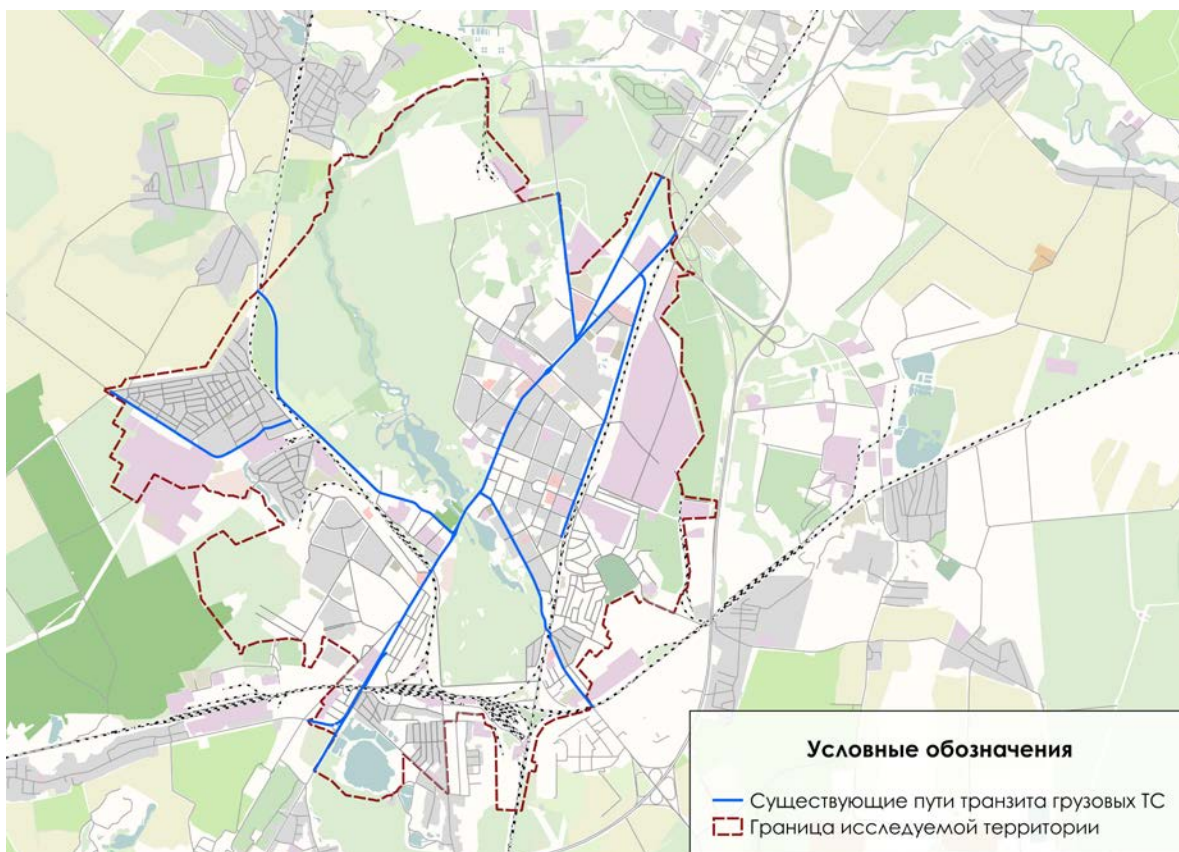 Условные обозначения
Существующие пути транзита грузовых ТС
Граница исследуемой территории